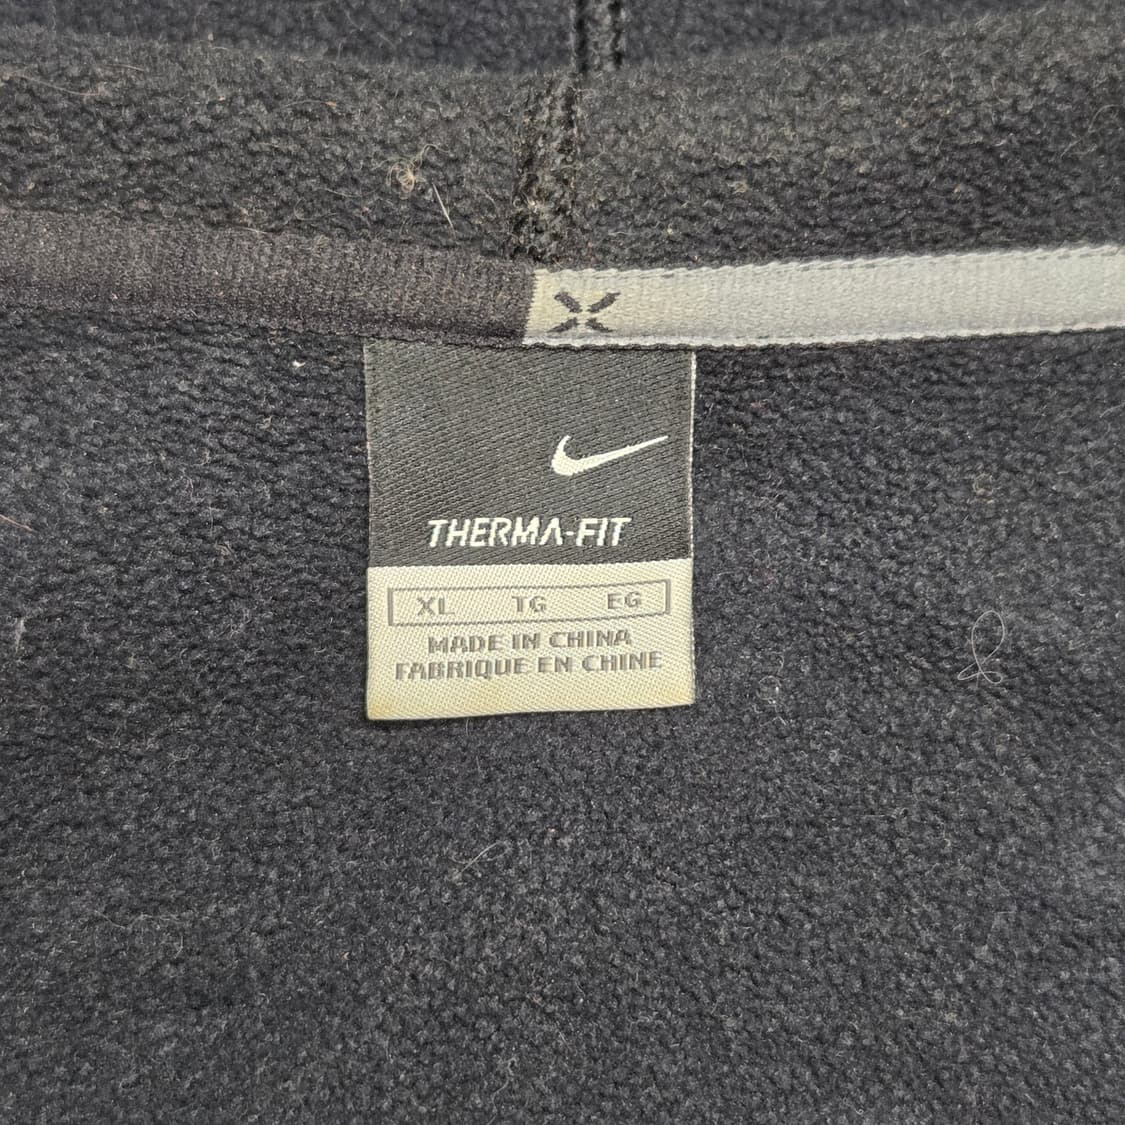 THERMA-FIT
XL TG EG
MADE IN CHINA
FABRIQUE EN CHINE